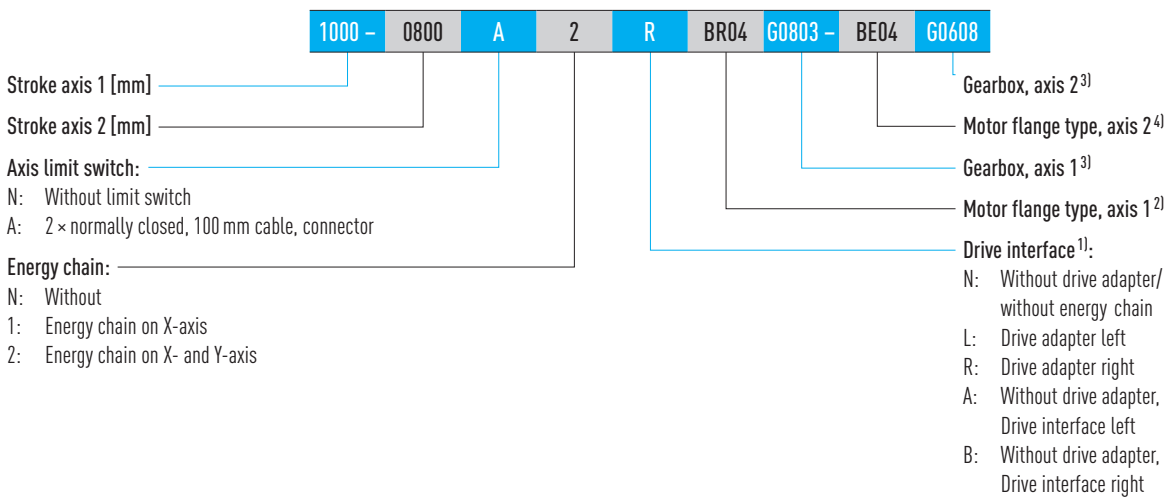 1000 – 0800 A 2 R BR04 G0803 – BE04 G0608
Stroke axis 1 [mm]
Stroke axis 2 [mm]
Axis limit switch:
N: Without limit switch
A: 2 × normally closed, 100 mm cable, connector
Energy chain:
N: Without
1: Energy chain on X-axis
2: Energy chain on X- and Y-axis
Gearbox, axis 2 3)
Motor flange type, axis 2 4)
Gearbox, axis 1 3)
Motor flange type, axis 1 2)
Drive interface 1):
N: Without drive adapter/
without energy chain
L: Drive adapter left
R: Drive adapter right
A: Without drive adapter,
Drive interface left
B: Without drive adapter,
Drive interface right